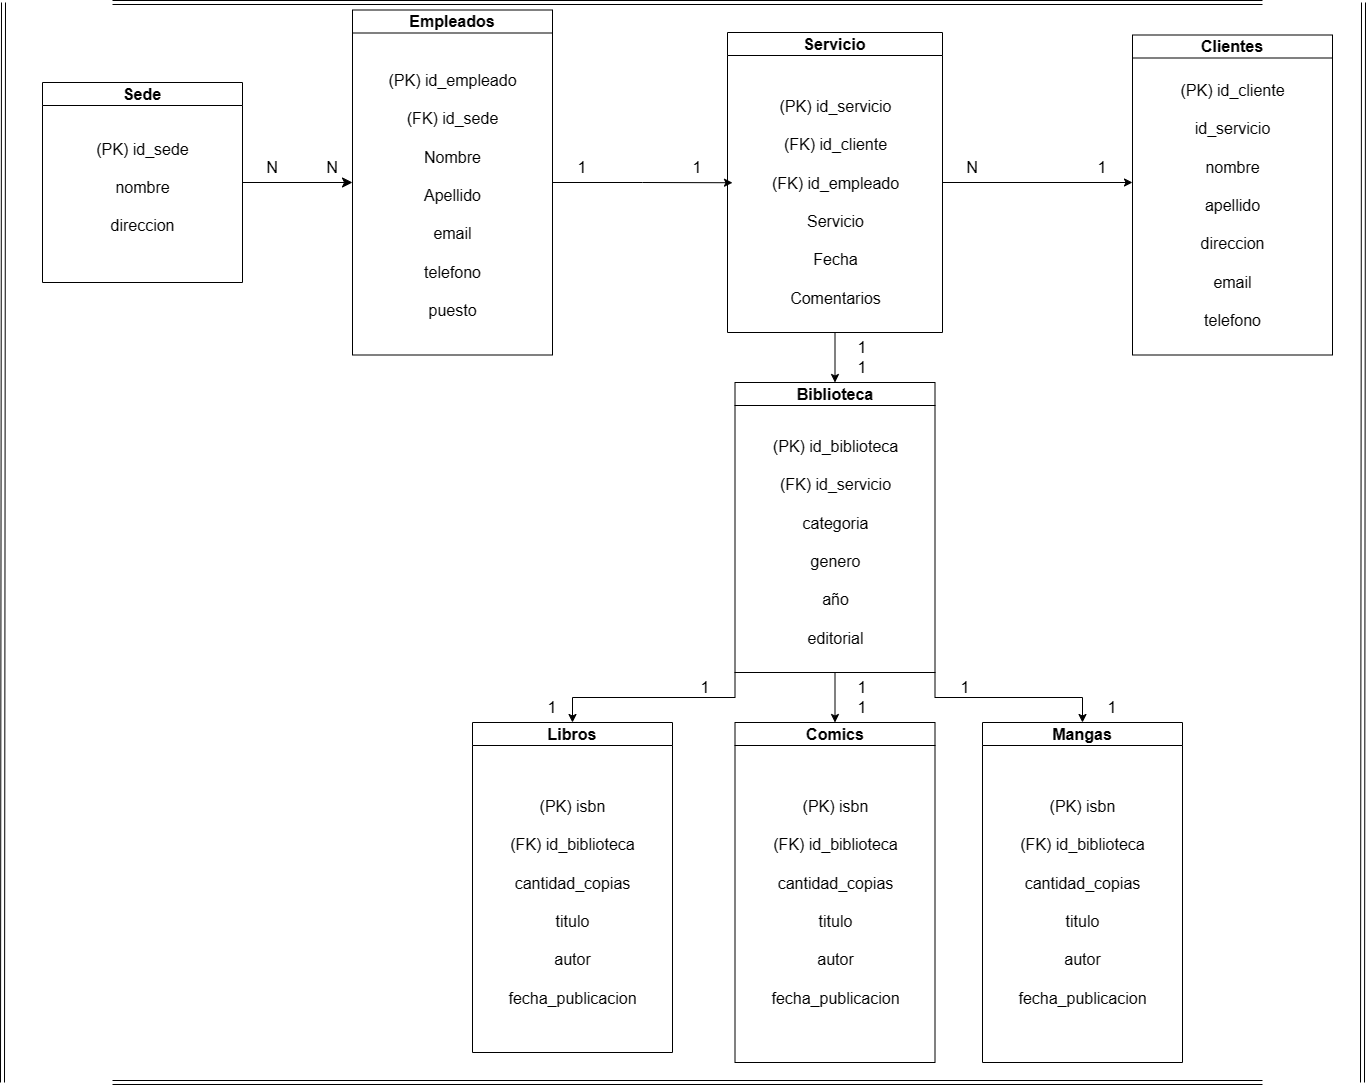 Sede
(PK) id_sede
nombre
direccion
N
N
Empleados
(PK) id_empleado
(FK) id_sede
Nombre
Apellido
email
telefono
puesto
1
1
Servicio
(PK) id_servicio
(FK) id_cliente
(FK) id_empleado
Servicio
Fecha
Comentarios
N
1
Clientes
(PK) id_cliente
id_servicio
nombre
apellido
direccion
email
telefono
1
1
Biblioteca
(PK) id_biblioteca
(FK) id_servicio
categoria
genero
año
editorial
1
1
1
1
1
1
Libros
(PK) isbn
(FK) id_biblioteca
cantidad_copias
titulo
autor
fecha_publicacion
Comics
(PK) isbn
(FK) id_biblioteca
cantidad_copias
titulo
autor
fecha_publicacion
Mangas
(PK) isbn
(FK) id_biblioteca
cantidad_copias
titulo
autor
fecha_publicacion